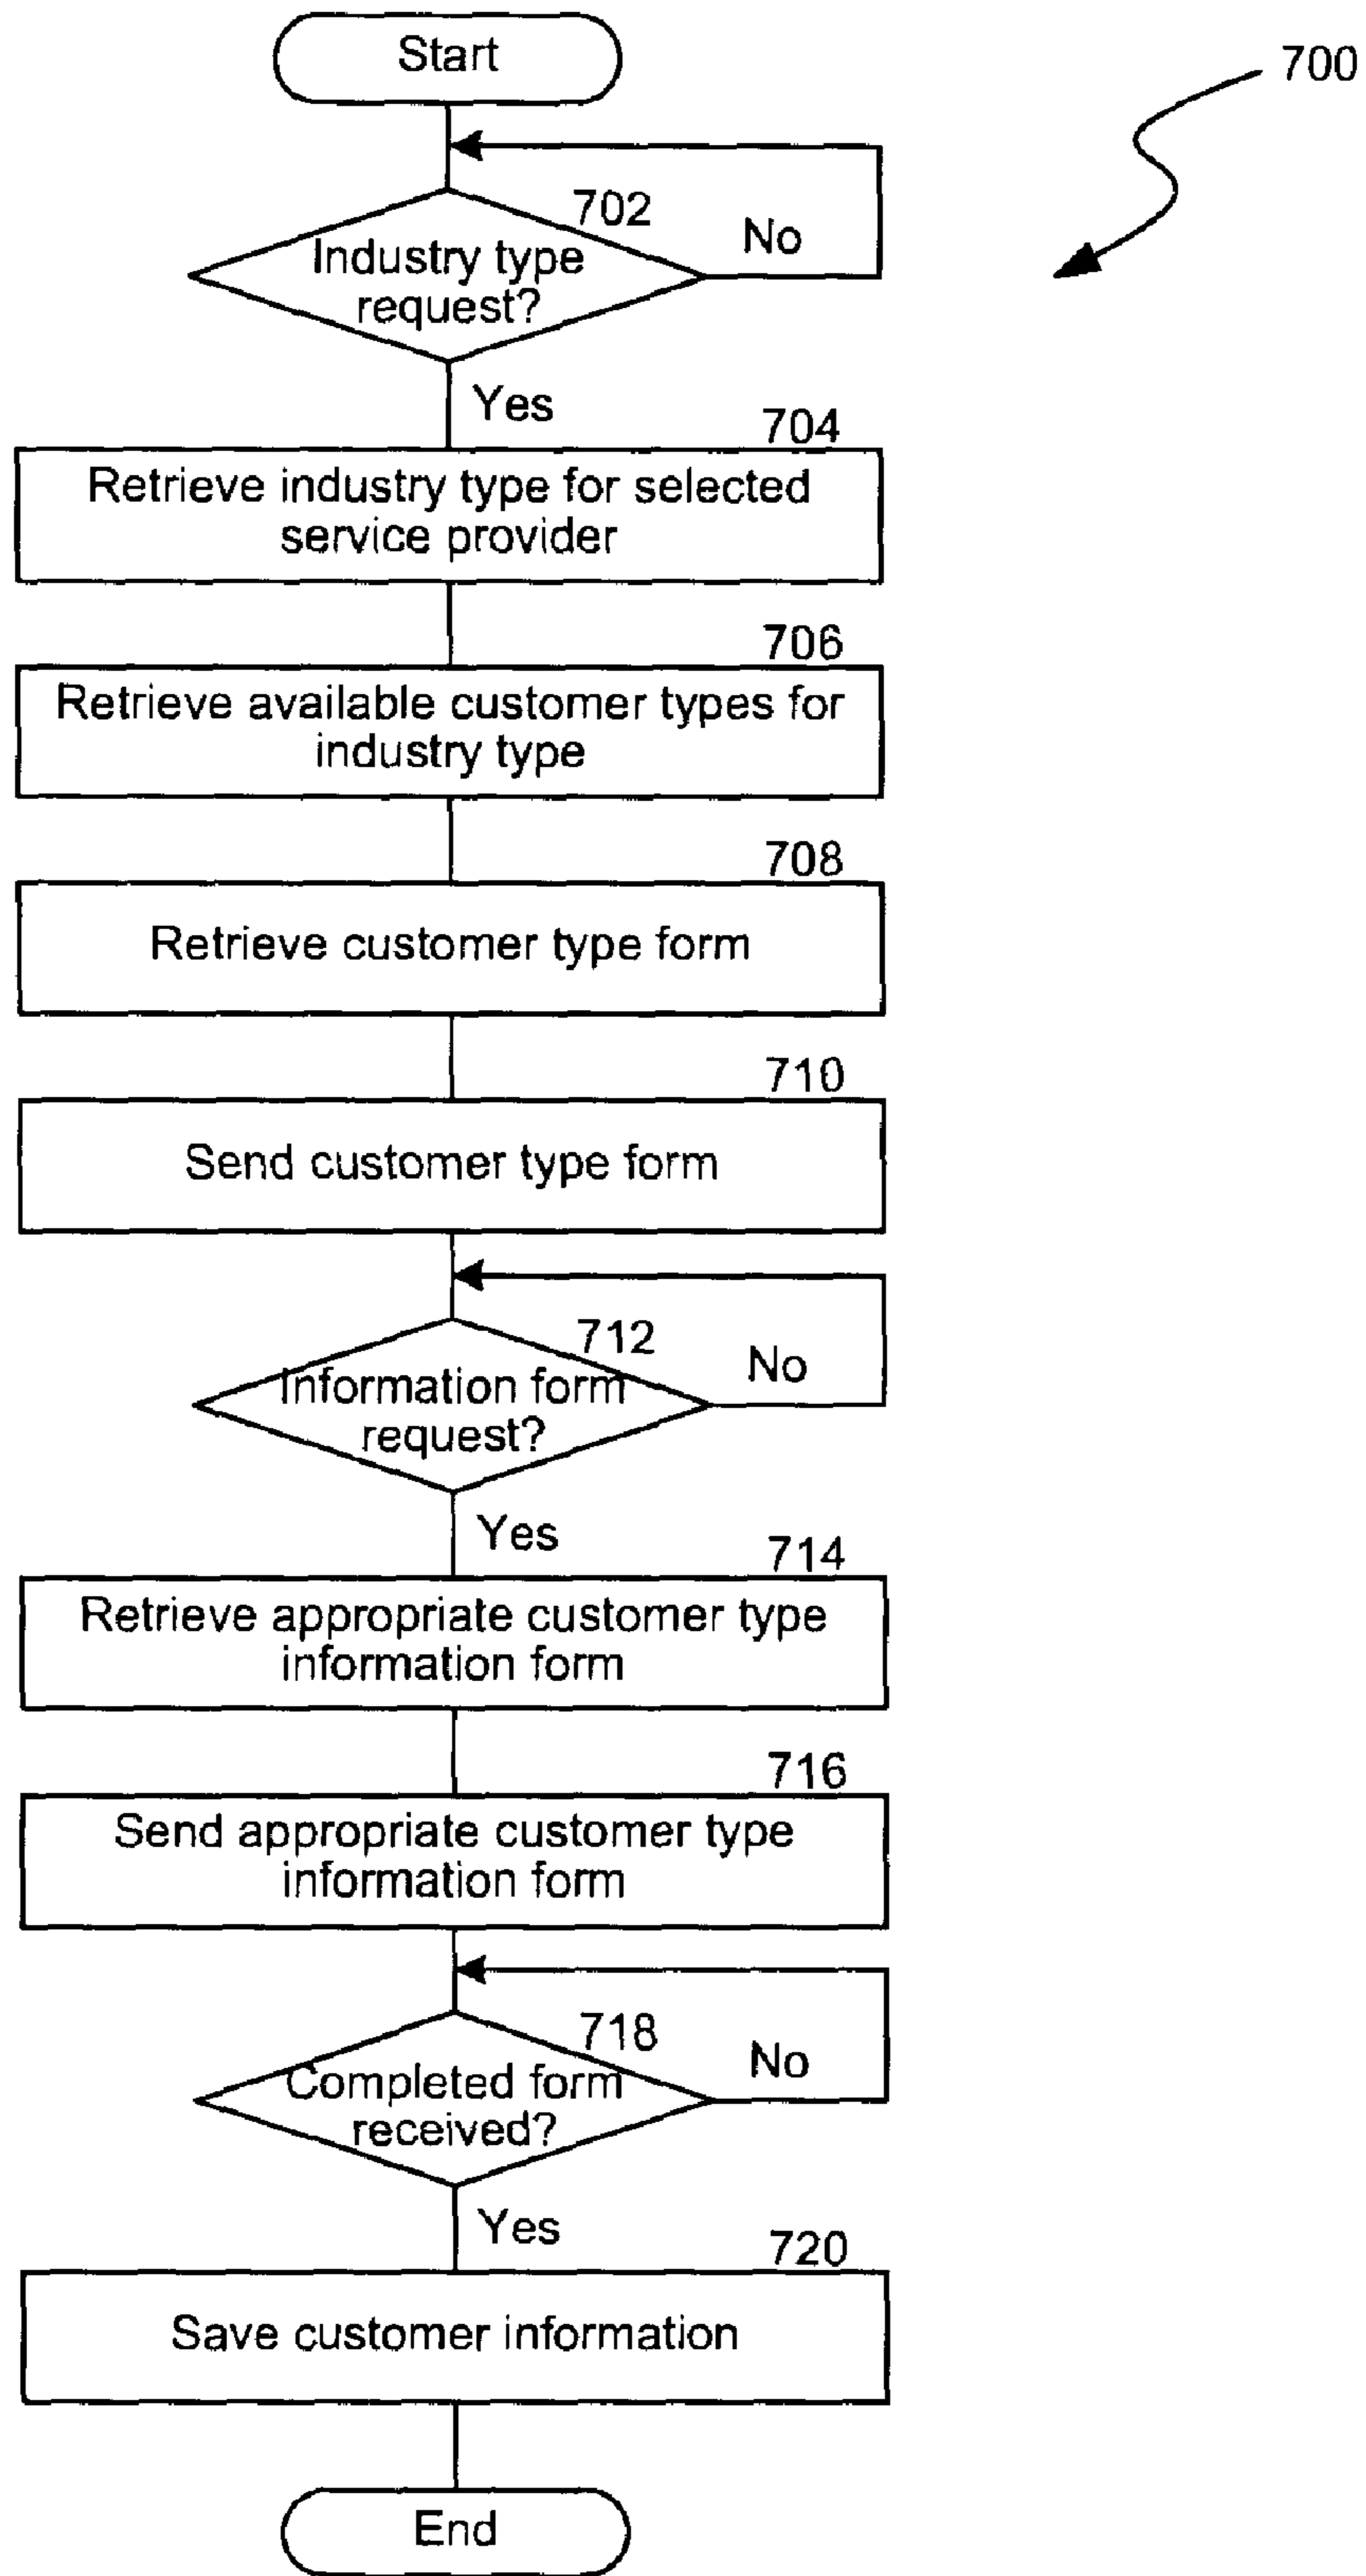 Start
700
702
Industry type
request?
No
Yes
704
Retrieve industry type for selected
service provider
706
Retrieve available customer types for
industry type
708
Retrieve customer type form
710
Send customer type form
712
Information form
request?
No
Yes
714
Retrieve appropriate customer type
information form
716
Send appropriate customer type
information form
718
Completed form
received?
No
Yes
720
Save customer information
End